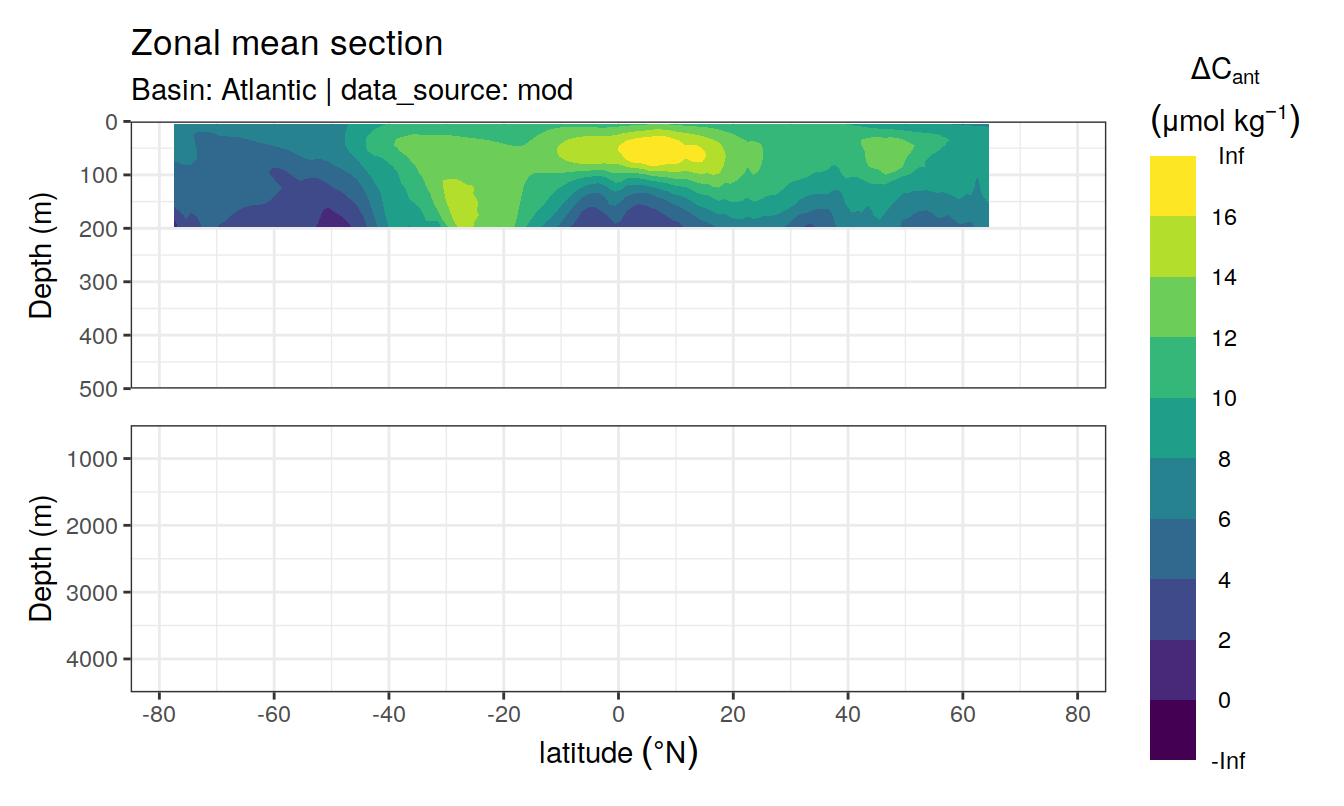 Zonal mean section
Basin: Atlantic | data_source: mod
ΔCant
(μmol kg⁻¹)
Depth (m)
0
100
200
300
400
500
Depth (m)
1000
2000
3000
4000
-80 -60 -40 -20 0 20 40 60 80
latitude (°N)
Inf
16
14
12
10
8
6
4
2
0
-Inf